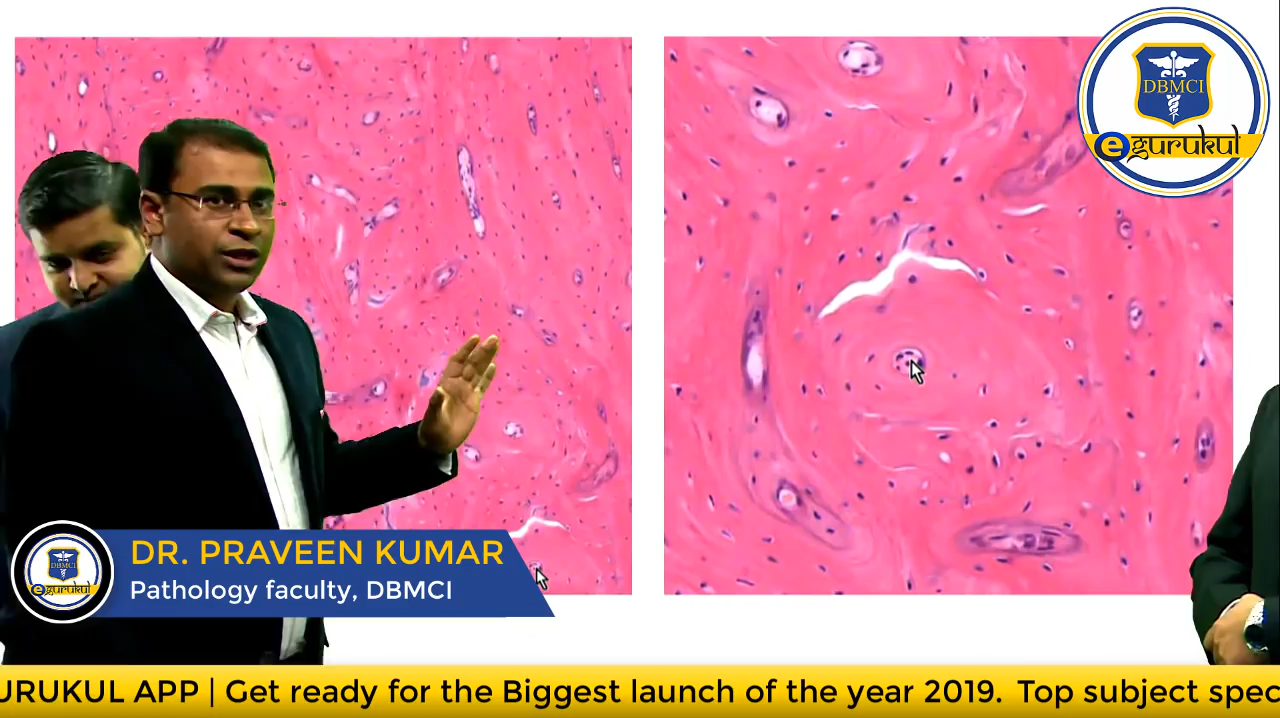 DBMCI
egurukul
DR. PRAVEEN KUMAR
Pathology faculty, DBMCI
DBMCI
egurukul
URUKUL APP | Get ready for the Biggest launch of the year 2019. Top subject spec